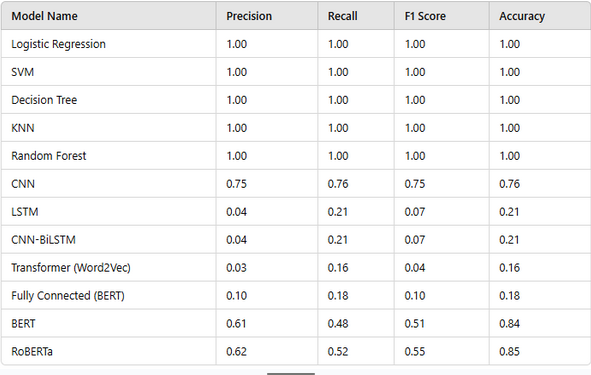 Model Name Precision Recall F1 Score Accuracy
Logistic Regression 1.00 1.00 1.00 1.00
SVM 1.00 1.00 1.00 1.00
Decision Tree 1.00 1.00 1.00 1.00
KNN 1.00 1.00 1.00 1.00
Random Forest 1.00 1.00 1.00 1.00
CNN 0.75 0.76 0.75 0.76
LSTM 0.04 0.21 0.07 0.21
CNN-BiLSTM 0.04 0.21 0.07 0.21
Transformer (Word2Vec) 0.03 0.16 0.04 0.16
Fully Connected (BERT) 0.10 0.18 0.10 0.18
BERT 0.61 0.48 0.51 0.84
RoBERTa 0.62 0.52 0.55 0.85